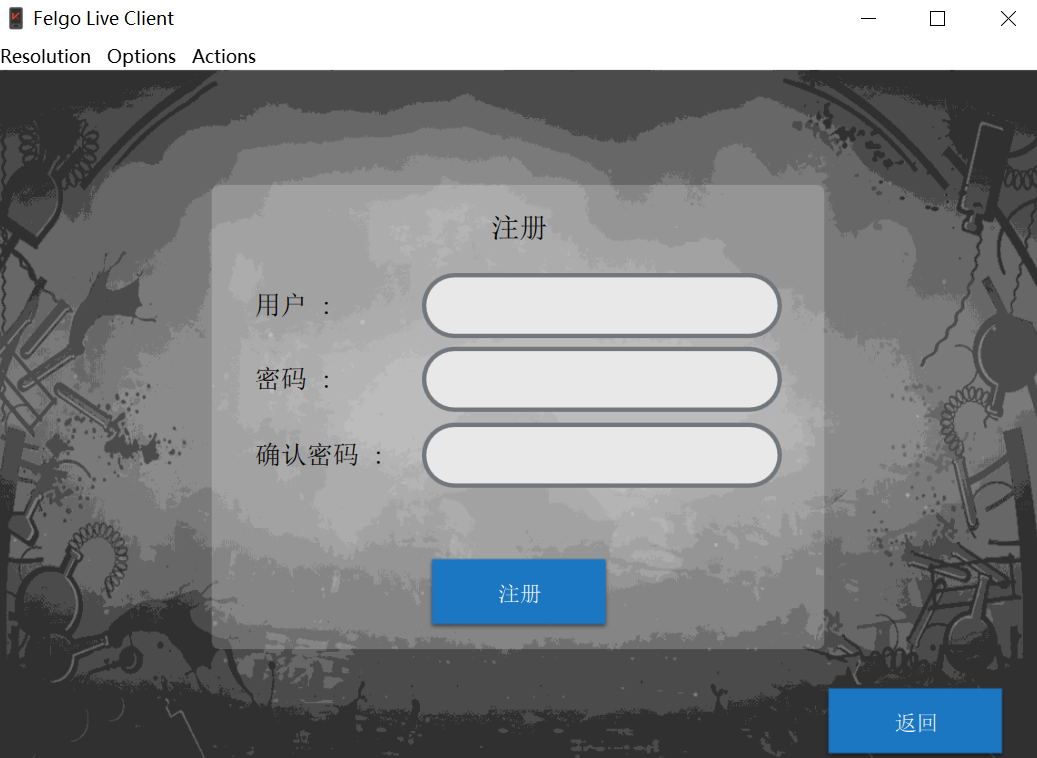 Felgo Live Client
Resolution Options Actions
注册
用户 ：
密码 ：
确认密码 ：
注册
返回